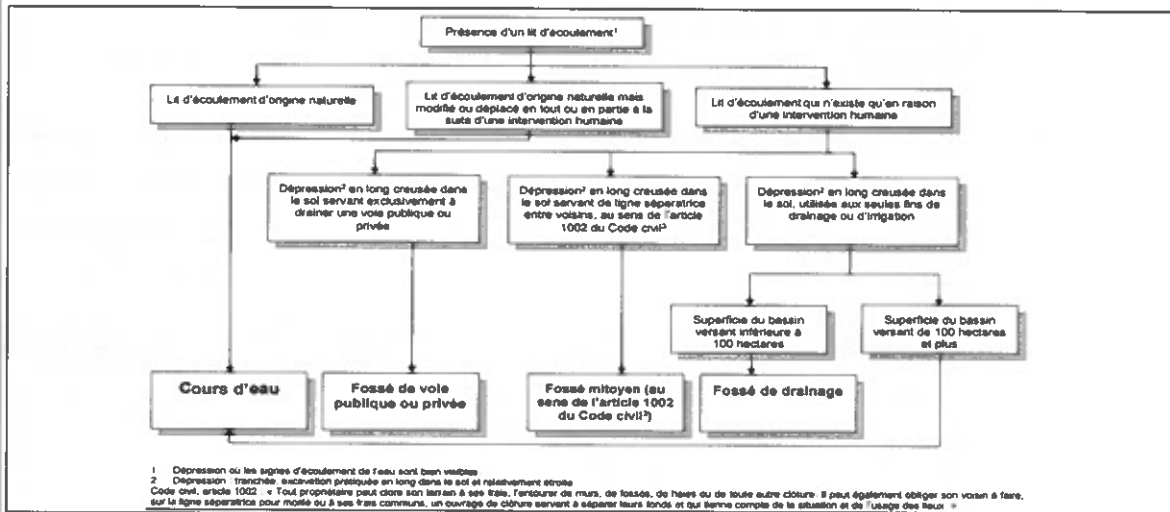 Présence d'un lit d'écoulement¹
Lit d'écoulement d'origine naturelle
Lit d'écoulement d'origine naturelle mais
modifié ou déplacé en tout ou en partie à la
suite d'une intervention humaine
Lit d'écoulement qui n'existe qu'en raison
d'une intervention humaine
Dépression² en long creusée dans
le sol servant exclusivement à
drainer une voie publique ou
privée
Dépression² en long creusée dans
le sol servant de ligne séparatrice
entre voisins, au sens de l'article
1002 du Code civil³
Dépression² en long creusée dans
le sol, utilisée aux seules fins de
drainage ou d'irrigation
Superficie du bassin
versant inférieure à
100 hectares
Superficie du bassin
versant de 100 hectares
et plus
Cours d'eau
Fossé de voie
publique ou privée
Fossé mitoyen (au
sens de l'article 1002
du Code civil³)
Fossé de drainage
1 Dépression où les signes d'écoulement de l'eau sont bien visibles
2 Dépression : tranchée, excavation pratiquée en long dans le sol et relativement étroite
Code civil, article 1002 : « Tout propriétaire peut clore son terrain à ses frais, l'entourer de murs, de fossés, de haies ou de toute autre clôture. Il peut également obliger son voisin à faire,
sur la ligne séparatrice pour moitié ou à ses frais communs, un ouvrage de clôture servant à séparer leurs fonds et qui tienne compte de la situation et de l'usage des lieux. »